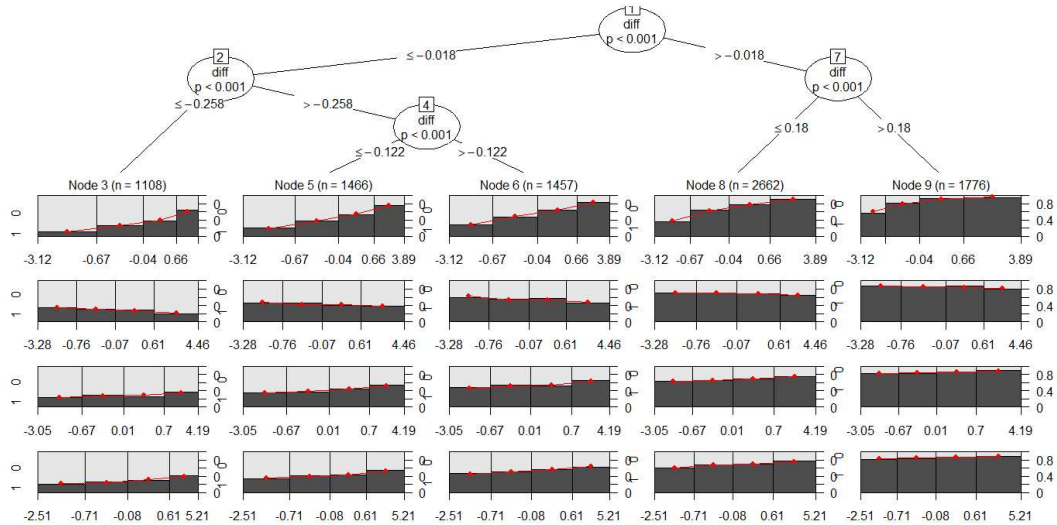 1
diff
p < 0.001
≤−0.018
>−0.018
2
diff
p < 0.001
7
diff
p < 0.001
≤−0.258
>−0.258
4
diff
p < 0.001
≤0.18
>0.18
≤−0.122
>−0.122
Node 3 (n = 1108)
Node 5 (n = 1466)
Node 6 (n = 1457)
Node 8 (n = 2662)
Node 9 (n = 1776)
1 0
0 0.4 0.8
-3.12 -0.67 -0.04 0.66
-3.12 -0.67 -0.04 0.66 3.89
-3.12 -0.67 -0.04 0.66 3.89
-3.12 -0.67 -0.04 0.66 3.89
-3.12 -0.67 -0.04 0.66 3.89
1 0
0 0.4 0.8
-3.28 -0.76 -0.07 0.61 4.46
-3.28 -0.76 -0.07 0.61 4.46
-3.28 -0.76 -0.07 0.61 4.46
-3.28 -0.76 -0.07 0.61 4.46
-3.28 -0.76 -0.07 0.61 4.46
1 0
0 0.4 0.8
-3.05 -0.67 0.01 0.7 4.19
-3.05 -0.67 0.01 0.7 4.19
-3.05 -0.67 0.01 0.7 4.19
-3.05 -0.67 0.01 0.7 4.19
-3.05 -0.67 0.01 0.7 4.19
1 0
0 0.4 0.8
-2.51 -0.71 -0.08 0.61 5.21
-2.51 -0.71 -0.08 0.61 5.21
-2.51 -0.71 -0.08 0.61 5.21
-2.51 -0.71 -0.08 0.61 5.21
-2.51 -0.71 -0.08 0.61 5.21